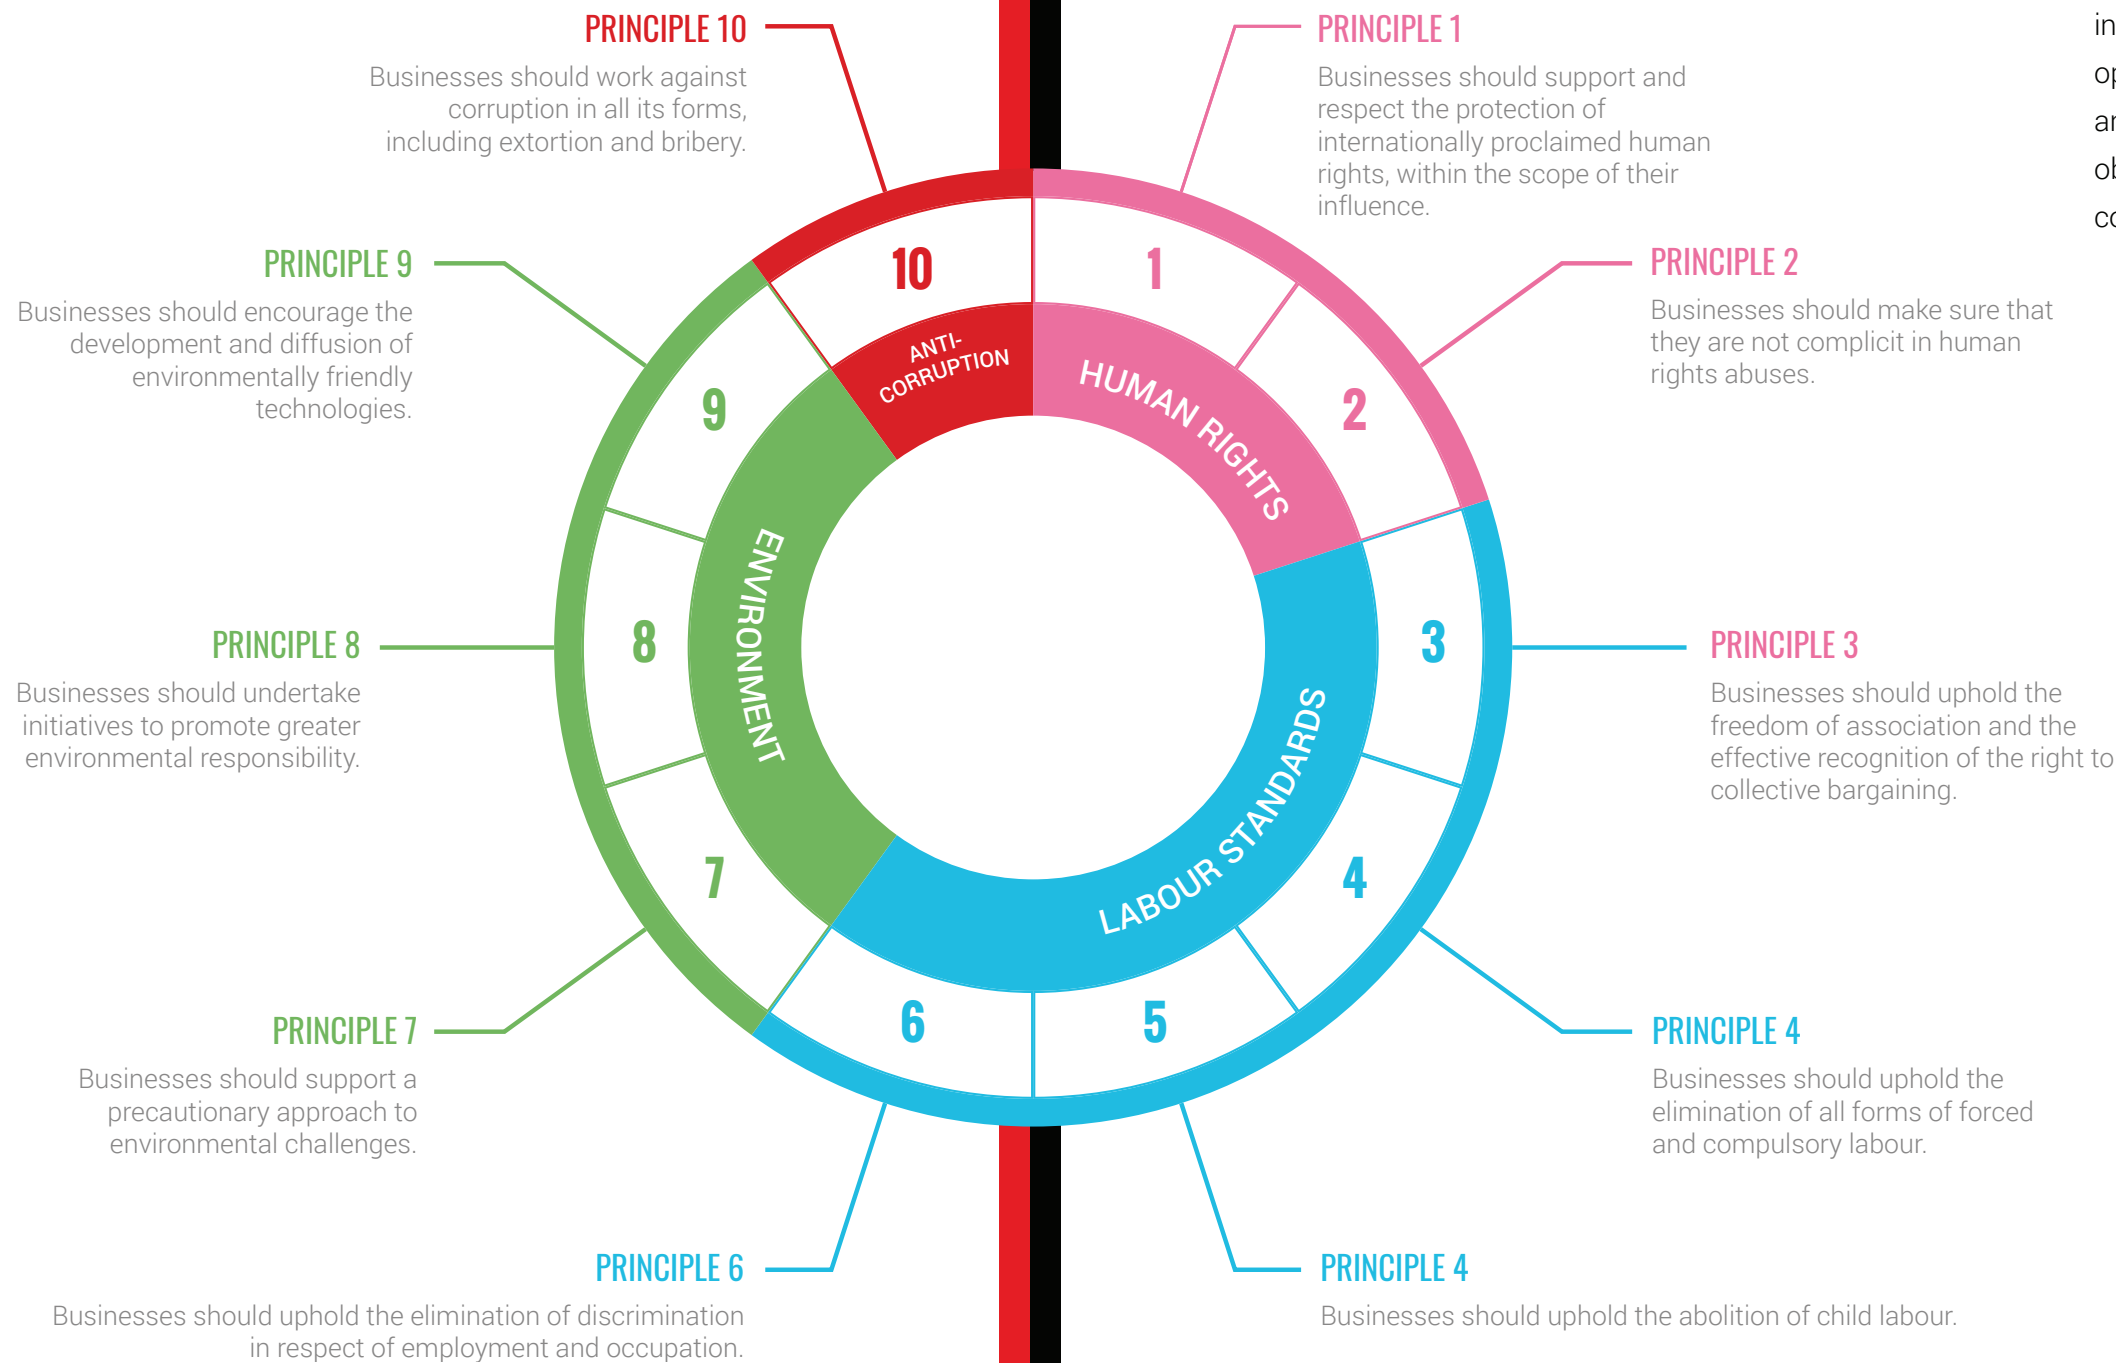 PRINCIPLE 10
Businesses should work against
corruption in all its forms,
including extortion and bribery.
PRINCIPLE 1
Businesses should support and
respect the protection of
internationally proclaimed human
rights, within the scope of their
influence.
PRINCIPLE 9
Businesses should encourage the
development and diffusion of
environmentally friendly
technologies.
PRINCIPLE 2
Businesses should make sure that
they are not complicit in human
rights abuses.
PRINCIPLE 8
Businesses should undertake
initiatives to promote greater
environmental responsibility.
PRINCIPLE 3
Businesses should uphold the
freedom of association and the
effective recognition of the right to
collective bargaining.
PRINCIPLE 7
Businesses should support a
precautionary approach to
environmental challenges.
PRINCIPLE 4
Businesses should uphold the
elimination of all forms of forced
and compulsory labour.
PRINCIPLE 6
Businesses should uphold the elimination of discrimination
in respect of employment and occupation.
PRINCIPLE 4
Businesses should uphold the abolition of child labour.
10
1
9
2
8
3
7
4
6
5
ANTI-
CORRUPTION
HUMAN RIGHTS
ENVIRONMENT
LABOUR STANDARDS